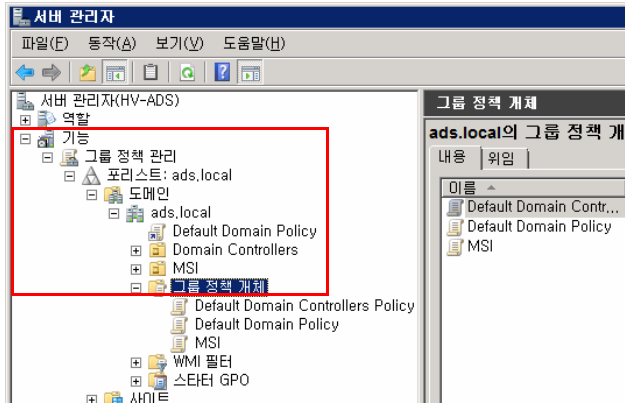 서버 관리자
파일(F) 동작(A) 보기(V) 도움말(H)
서버 관리자(HV-ADS)
역할
기능
그룹 정책 관리
포리스트: ads.local
도메인
ads.local
Default Domain Policy
Domain Controllers
MSI
그룹 정책 개체
Default Domain Controllers Policy
Default Domain Policy
MSI
WMI 필터
스타터 GPO
사이트
그룹 정책 개체
ads.local의 그룹 정책 개
내용 위임
이름
Default Domain Contr...
Default Domain Policy
MSI